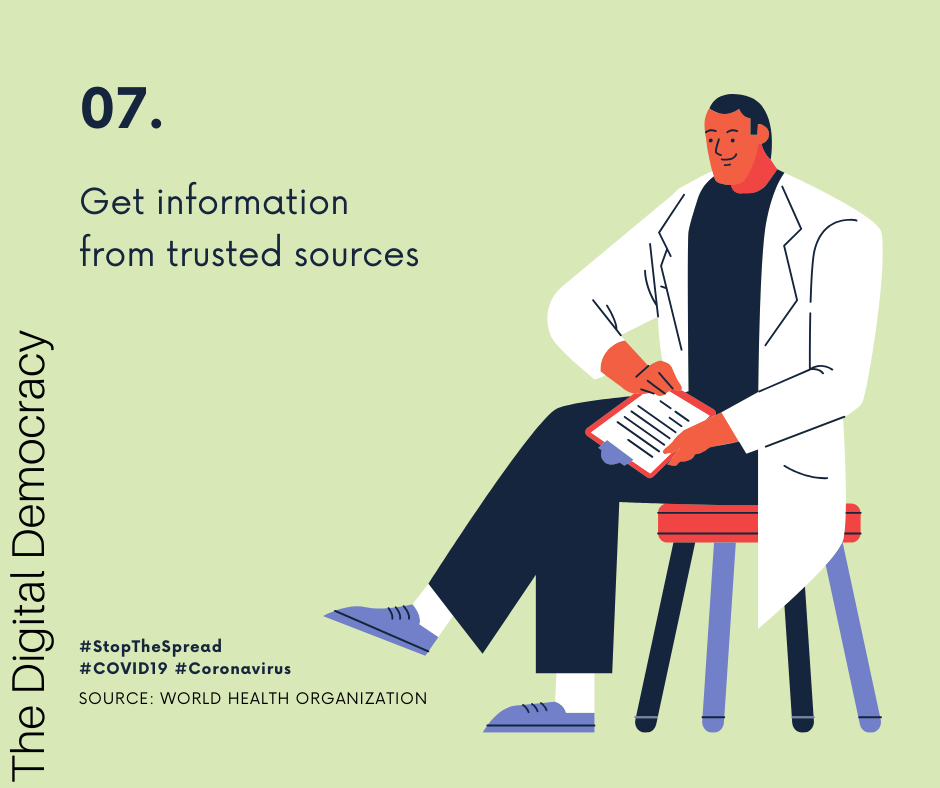 07.
Get information
from trusted sources
The Digital Democracy
#StopTheSpread
#COVID19 #Coronavirus
SOURCE: WORLD HEALTH ORGANIZATION